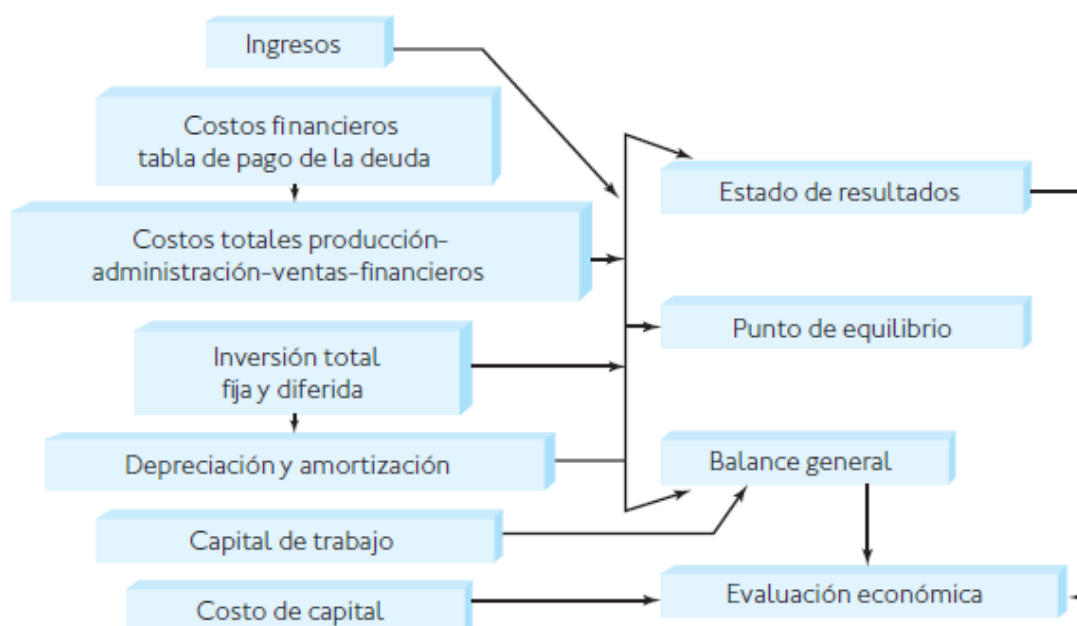 Ingresos
Costos financieros
tabla de pago de la deuda
Costos totales producción-
administración-ventas-financieros
Inversión total
fija y diferida
Depreciación y amortización
Capital de trabajo
Costo de capital
Estado de resultados
Punto de equilibrio
Balance general
Evaluación económica